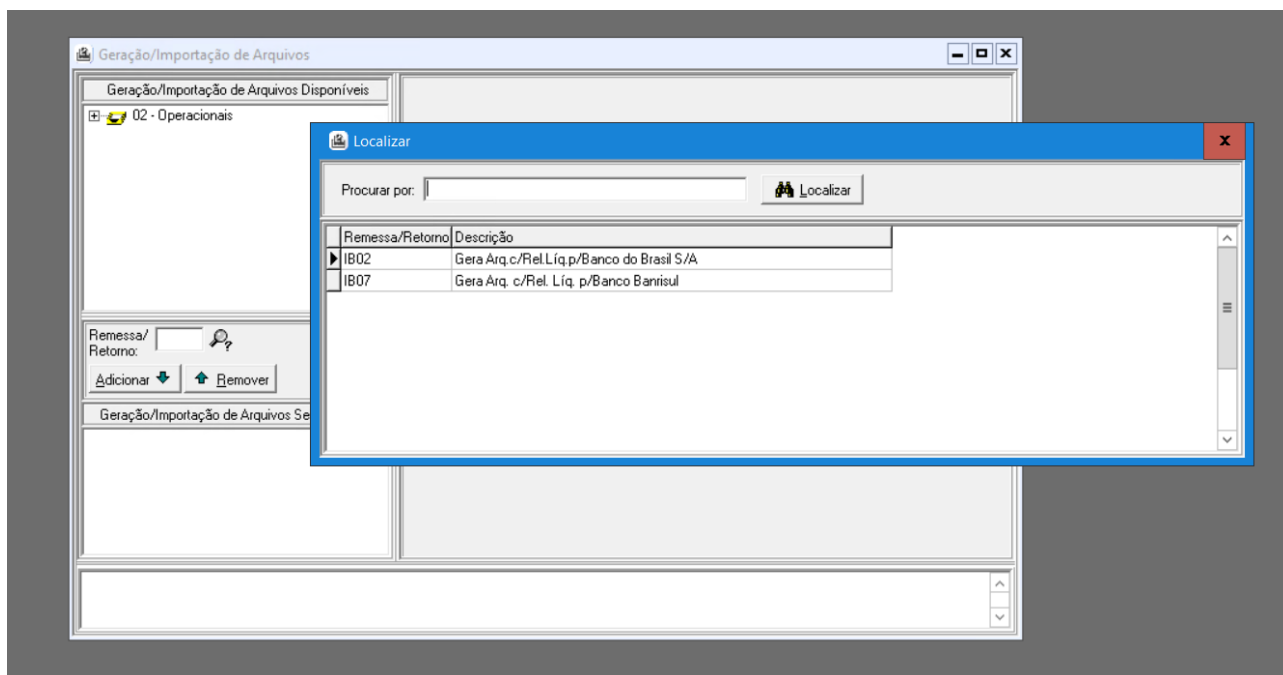 Geração/Importação de Arquivos
Geração/Importação de Arquivos Disponíveis
02 - Operacionais
Localizar
Procurar por:
Localizar
Remessa/Retorno Descrição
IB02 Gera Arq.c/Rel.Líq.p/Banco do Brasil S/A
IB07 Gera Arq. c/Rel. Líq. p/Banco Banrisul
Remessa/
Retorno:
Adicionar Remover
Geração/Importação de Arquivos Se